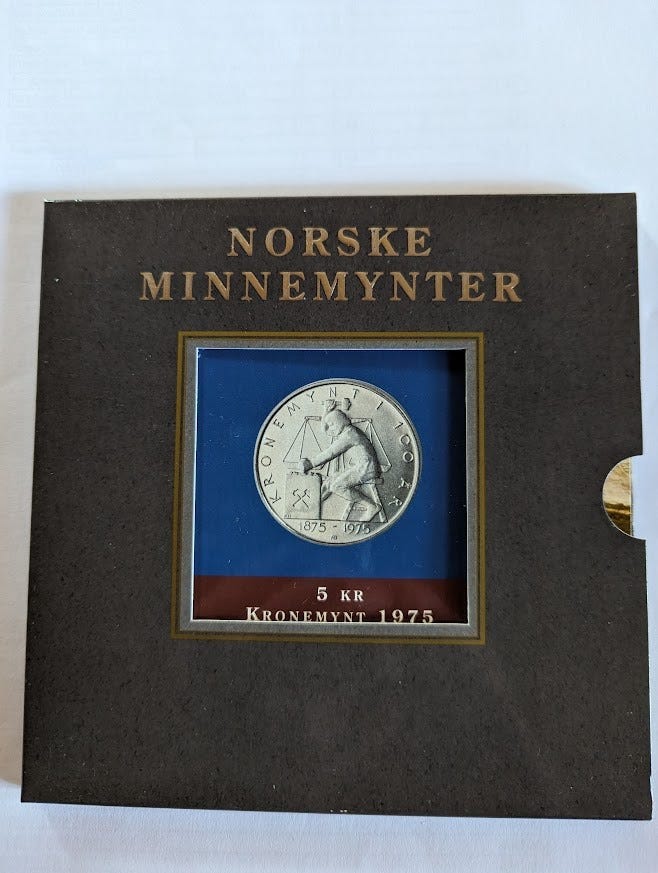 NORSKE
MINNEMYNTER
KRONEMYNT I 100 ÅR
1875 - 1975
5 KR
KRONEMYNT 1975